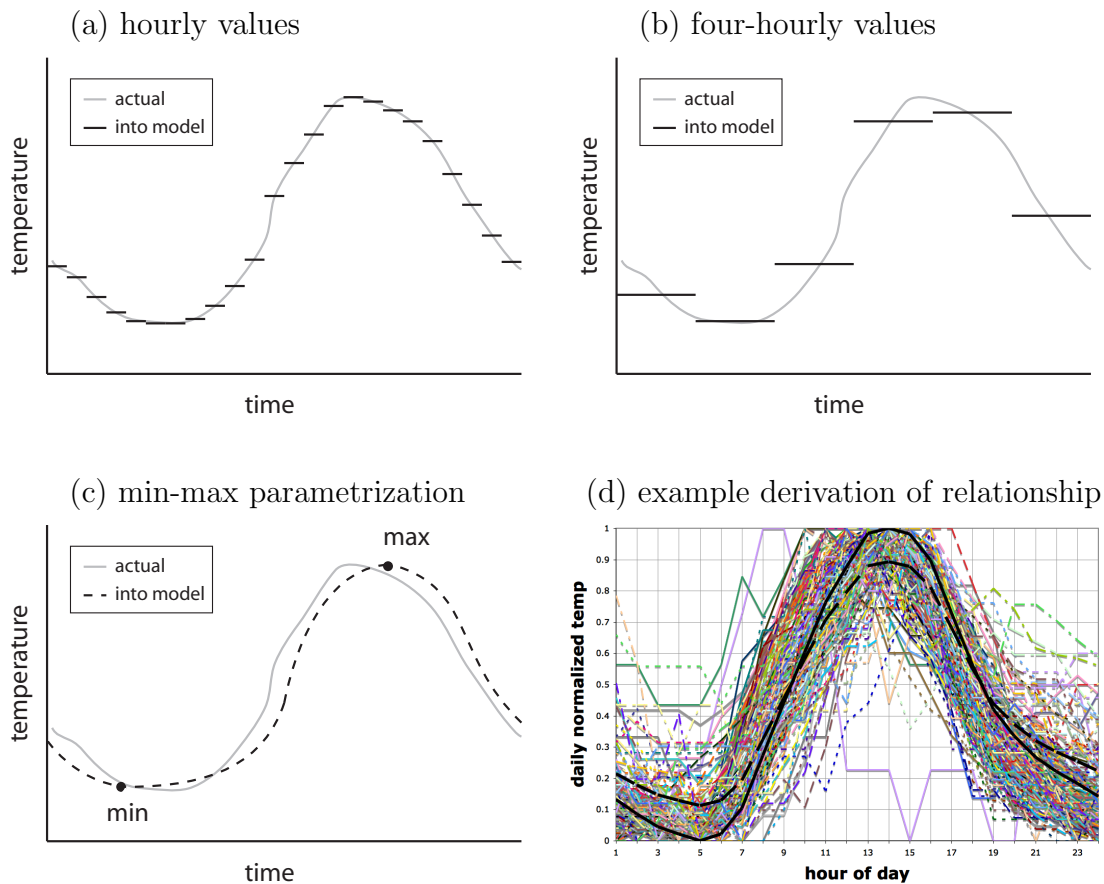 (a) hourly values
actual
into model
temperature
time
(b) four-hourly values
actual
into model
temperature
time
(c) min-max parametrization
actual
into model
max
min
temperature
time
(d) example derivation of relationship
daily normalized temp
1
0.9
0.8
0.7
0.6
0.5
0.4
0.3
0.2
0.1
0
1 3 5 7 9 11 13 15 17 19 21 23
hour of day